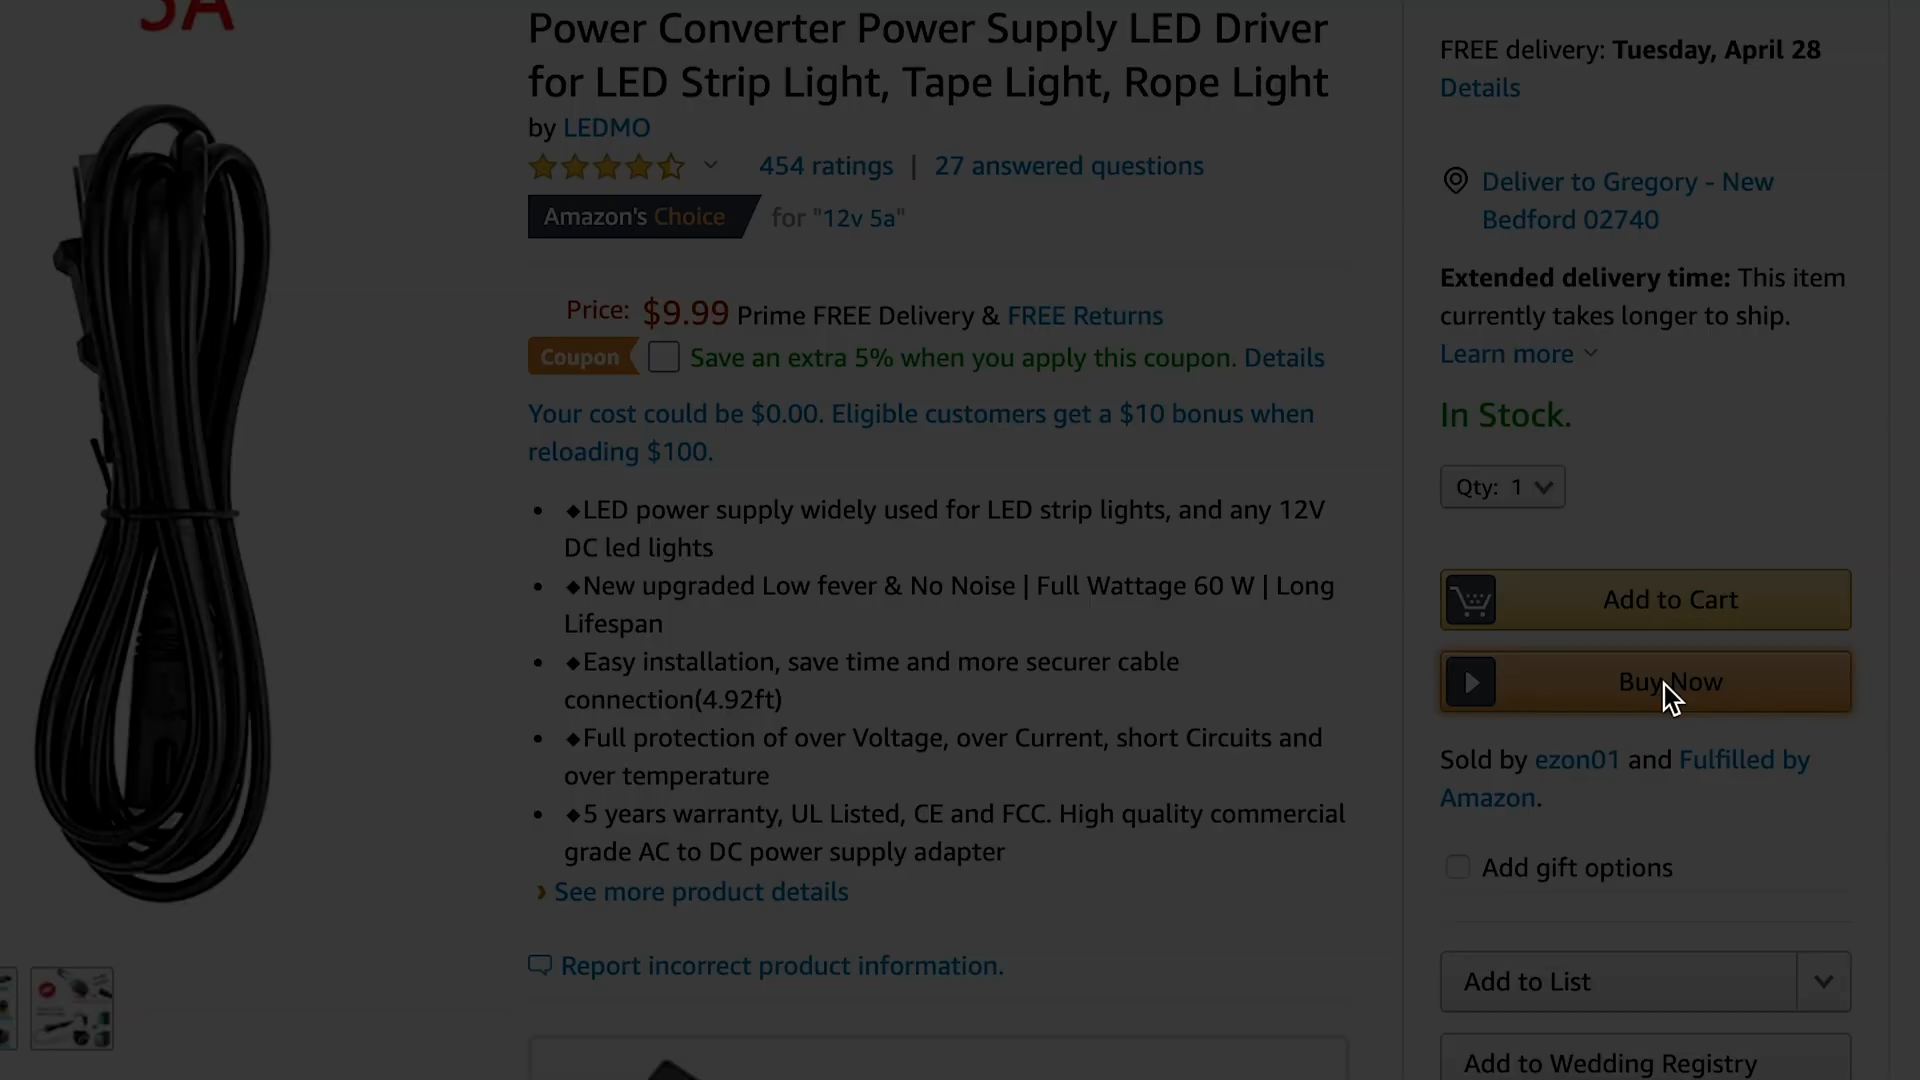 5A
Power Converter Power Supply LED Driver
for LED Strip Light, Tape Light, Rope Light
by LEDMO
454 ratings | 27 answered questions
Amazon's Choice for "12v 5a"
Price: $9.99 Prime FREE Delivery & FREE Returns
Coupon Save an extra 5% when you apply this coupon. Details
Your cost could be $0.00. Eligible customers get a $10 bonus when
reloading $100.
• ◆LED power supply widely used for LED strip lights, and any 12V
DC led lights
• ◆New upgraded Low fever & No Noise | Full Wattage 60 W | Long
Lifespan
• ◆Easy installation, save time and more securer cable
connection(4.92ft)
• ◆Full protection of over Voltage, over Current, short Circuits and
over temperature
• ◆5 years warranty, UL Listed, CE and FCC. High quality commercial
grade AC to DC power supply adapter
› See more product details
Report incorrect product information.
FREE delivery: Tuesday, April 28
Details
Deliver to Gregory - New
Bedford 02740
Extended delivery time: This item
currently takes longer to ship.
Learn more
In Stock.
Qty: 1
Add to Cart
Buy Now
Sold by ezon01 and Fulfilled by
Amazon.
Add gift options
Add to List
Add to Wedding Registry